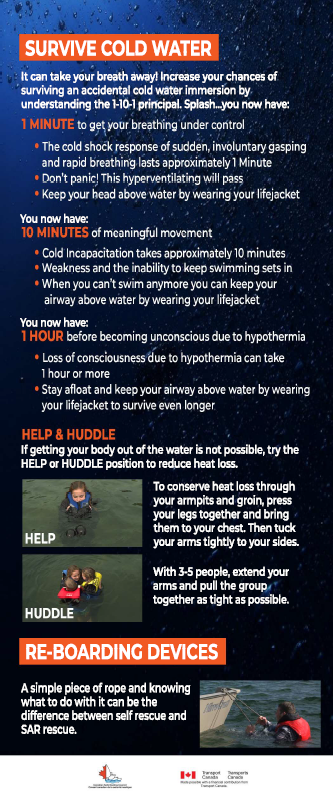 SURVIVE COLD WATER
It can take your breath away! Increase your chances of
surviving an accidental cold water immersion by
understanding the 1-10-1 principal. Splash...you now have:
1 MINUTE to get your breathing under control
• The cold shock response of sudden, involuntary gasping
and rapid breathing lasts approximately 1 Minute
• Don't panic! This hyperventilating will pass
• Keep your head above water by wearing your lifejacket
You now have:
10 MINUTES of meaningful movement
• Cold Incapacitation takes approximately 10 minutes
• Weakness and the inability to keep swimming sets in
• When you can't swim anymore you can keep your
airway above water by wearing your lifejacket
You now have:
1 HOUR before becoming unconscious due to hypothermia
• Loss of consciousness due to hypothermia can take
1 hour or more
• Stay afloat and keep your airway above water by wearing
your lifejacket to survive even longer
HELP & HUDDLE
If getting your body out of the water is not possible, try the
HELP or HUDDLE position to reduce heat loss.
To conserve heat loss through
your armpits and groin, press
your legs together and bring
them to your chest. Then tuck
your arms tightly to your sides.
HELP
With 3-5 people, extend your
arms and pull the group
together as tight as possible.
HUDDLE
RE-BOARDING DEVICES
A simple piece of rope and knowing
what to do with it can be the
difference between self rescue and
SAR rescue.
Transport Canada
Transports Canada
Made possible with a financial contribution from
Transport Canada.